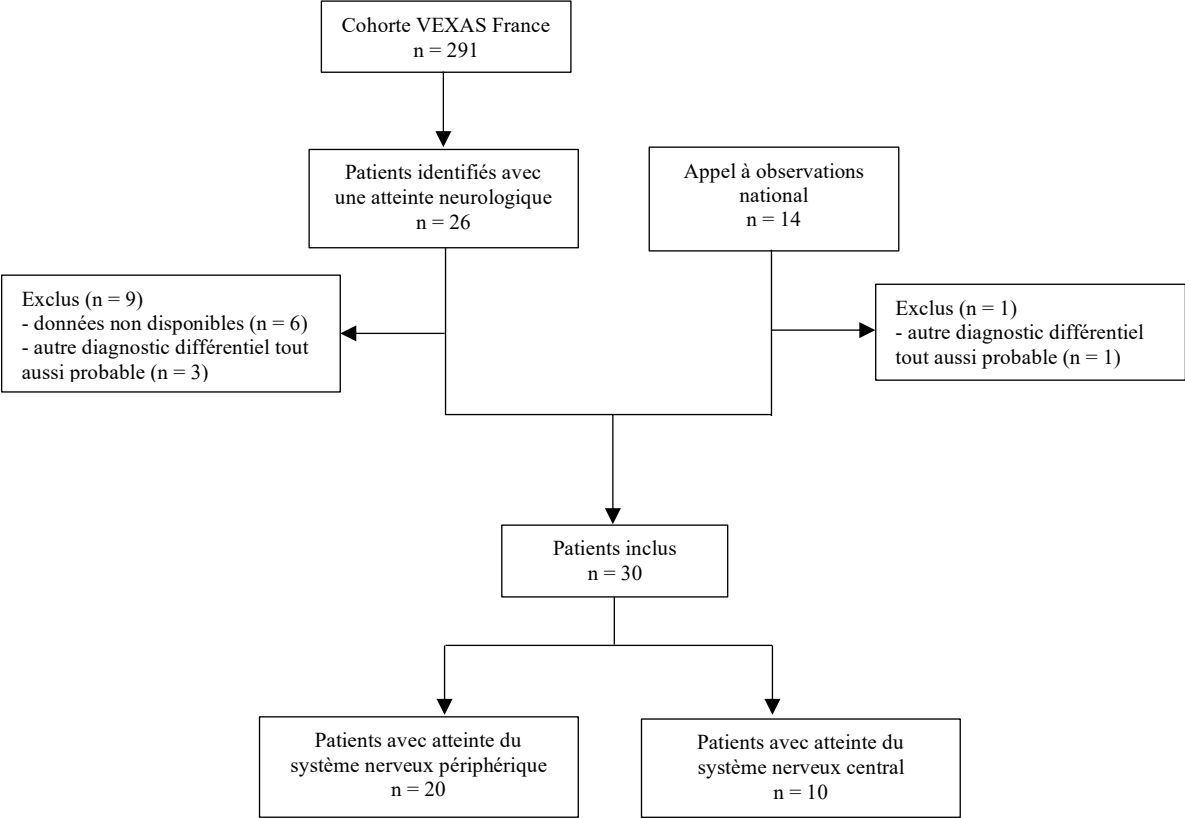 Cohorte VEXAS France
n = 291
Patients identifiés avec
une atteinte neurologique
n = 26
Appel à observations
national
n = 14
Exclus (n = 9)
- données non disponibles (n = 6)
- autre diagnostic différentiel tout
aussi probable (n = 3)
Exclus (n = 1)
- autre diagnostic différentiel
tout aussi probable (n = 1)
Patients inclus
n = 30
Patients avec atteinte du
système nerveux périphérique
n = 20
Patients avec atteinte du
système nerveux central
n = 10